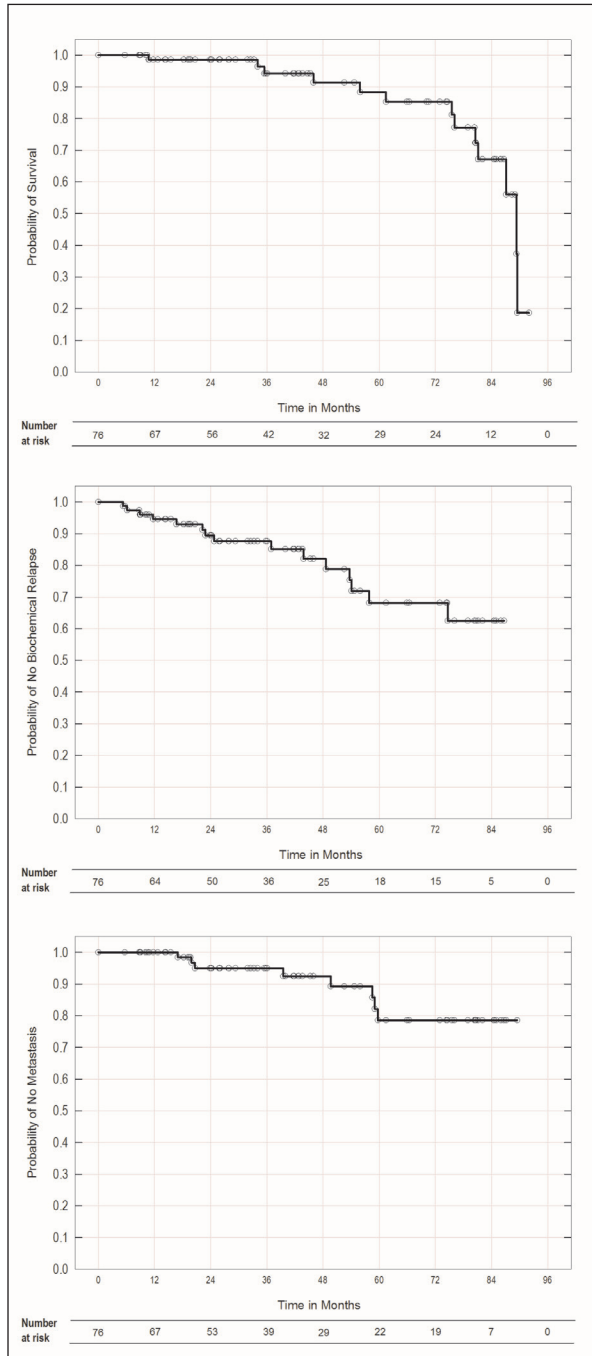 Probability of Survival
1.0
0.9
0.8
0.7
0.6
0.5
0.4
0.3
0.2
0.1
0.0
0 12 24 36 48 60 72 84 96
Time in Months
Number at risk 76 67 56 42 32 29 24 12 0
Probability of No Biochemical Relapse
1.0
0.9
0.8
0.7
0.6
0.5
0.4
0.3
0.2
0.1
0.0
0 12 24 36 48 60 72 84 96
Time in Months
Number at risk 76 64 50 36 25 18 15 5 0
Probability of No Metastasis
1.0
0.9
0.8
0.7
0.6
0.5
0.4
0.3
0.2
0.1
0.0
0 12 24 36 48 60 72 84 96
Time in Months
Number at risk 76 67 53 39 29 22 19 7 0